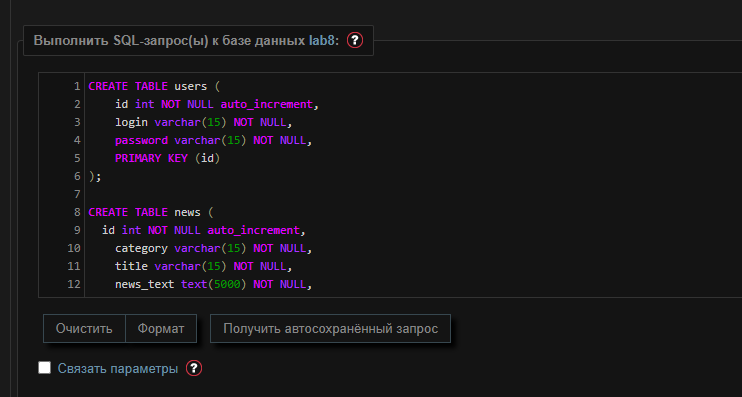 Выполнить SQL-запрос(ы) к базе данных lab8: ?
1 CREATE TABLE users (
2 id int NOT NULL auto_increment,
3 login varchar(15) NOT NULL,
4 password varchar(15) NOT NULL,
5 PRIMARY KEY (id)
6 );
7
8 CREATE TABLE news (
9 id int NOT NULL auto_increment,
10 category varchar(15) NOT NULL,
11 title varchar(15) NOT NULL,
12 news_text text(5000) NOT NULL,
Очистить Формат Получить автосохранённый запрос
Связать параметры ?